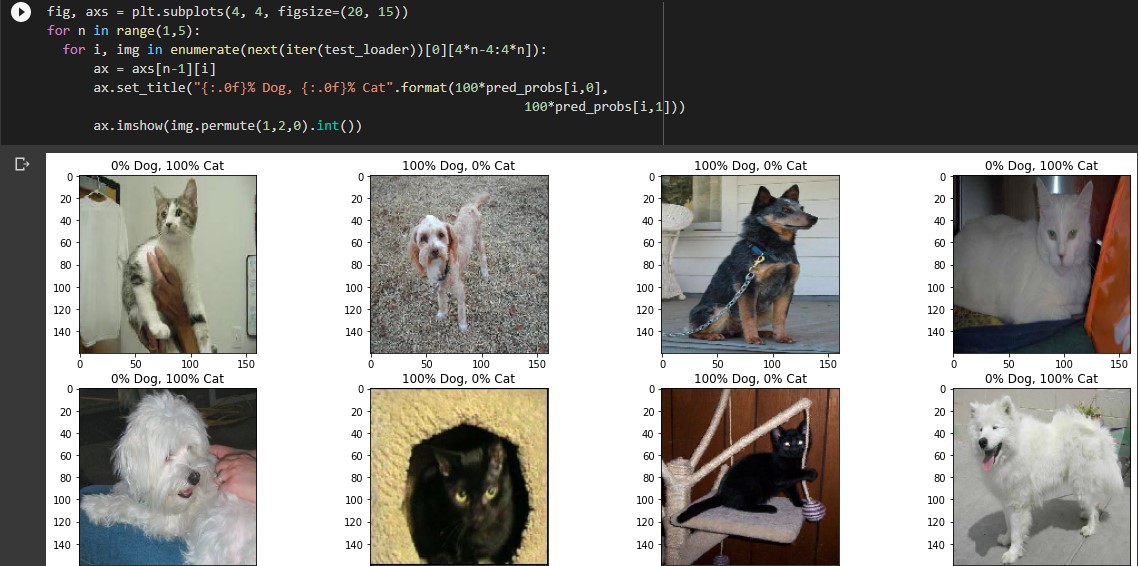 fig, axs = plt.subplots(4, 4, figsize=(20, 15))
for n in range(1,5):
  for i, img in enumerate(next(iter(test_loader))[0][4*n-4:4*n]):
      ax = axs[n-1][i]
      ax.set_title("{:.0f}% Dog, {:.0f}% Cat".format(100*pred_probs[i,0],
                                                              100*pred_probs[i,1]))
      ax.imshow(img.permute(1,2,0).int())
0% Dog, 100% Cat 100% Dog, 0% Cat 100% Dog, 0% Cat 0% Dog, 100% Cat
0 0 0 0
20 20 20 20
40 40 40 40
60 60 60 60
80 80 80 80
100 100 100 100
120 120 120 120
140 140 140 140
0 50 100 150 0 50 100 150 0 50 100 150 0 50 100 150
0% Dog, 100% Cat 100% Dog, 0% Cat 100% Dog, 0% Cat 0% Dog, 100% Cat
0 0 0 0
20 20 20 20
40 40 40 40
60 60 60 60
80 80 80 80
100 100 100 100
120 120 120 120
140 140 140 140